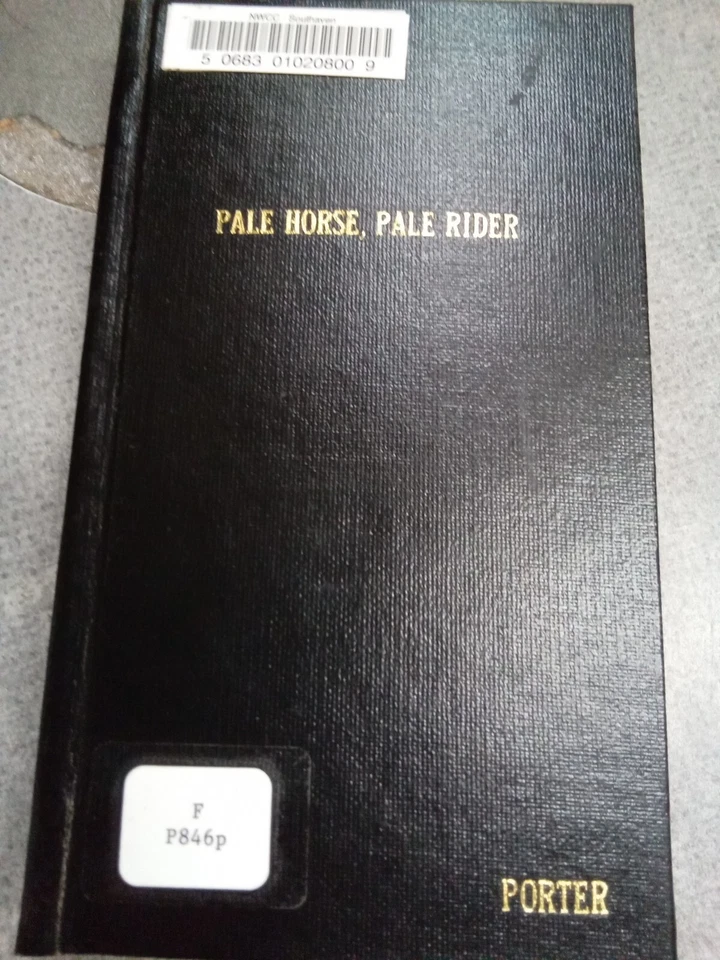 NWCC Southaven
5 0683 01020800 9
PALE HORSE, PALE RIDER
F
P846p
PORTER